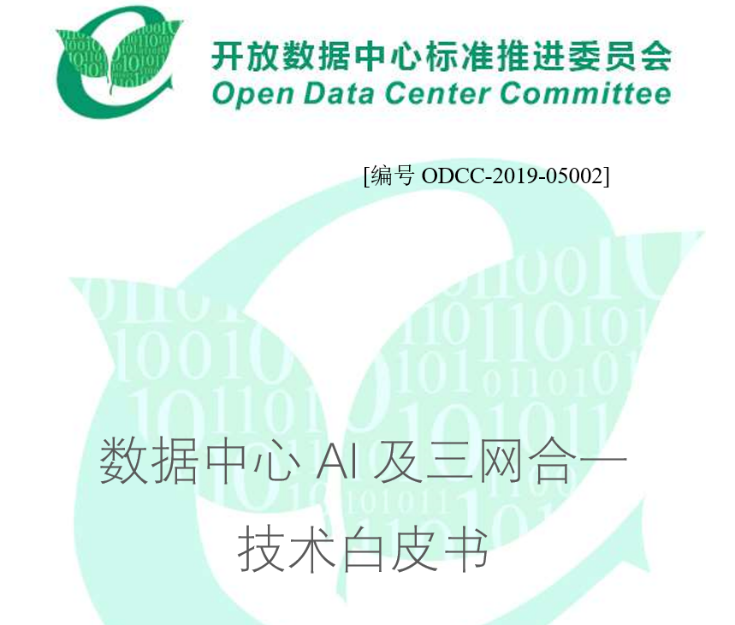 开放数据中心标准推进委员会
Open Data Center Committee
[编号 ODCC-2019-05002]
数据中心 AI 及三网合一
技术白皮书